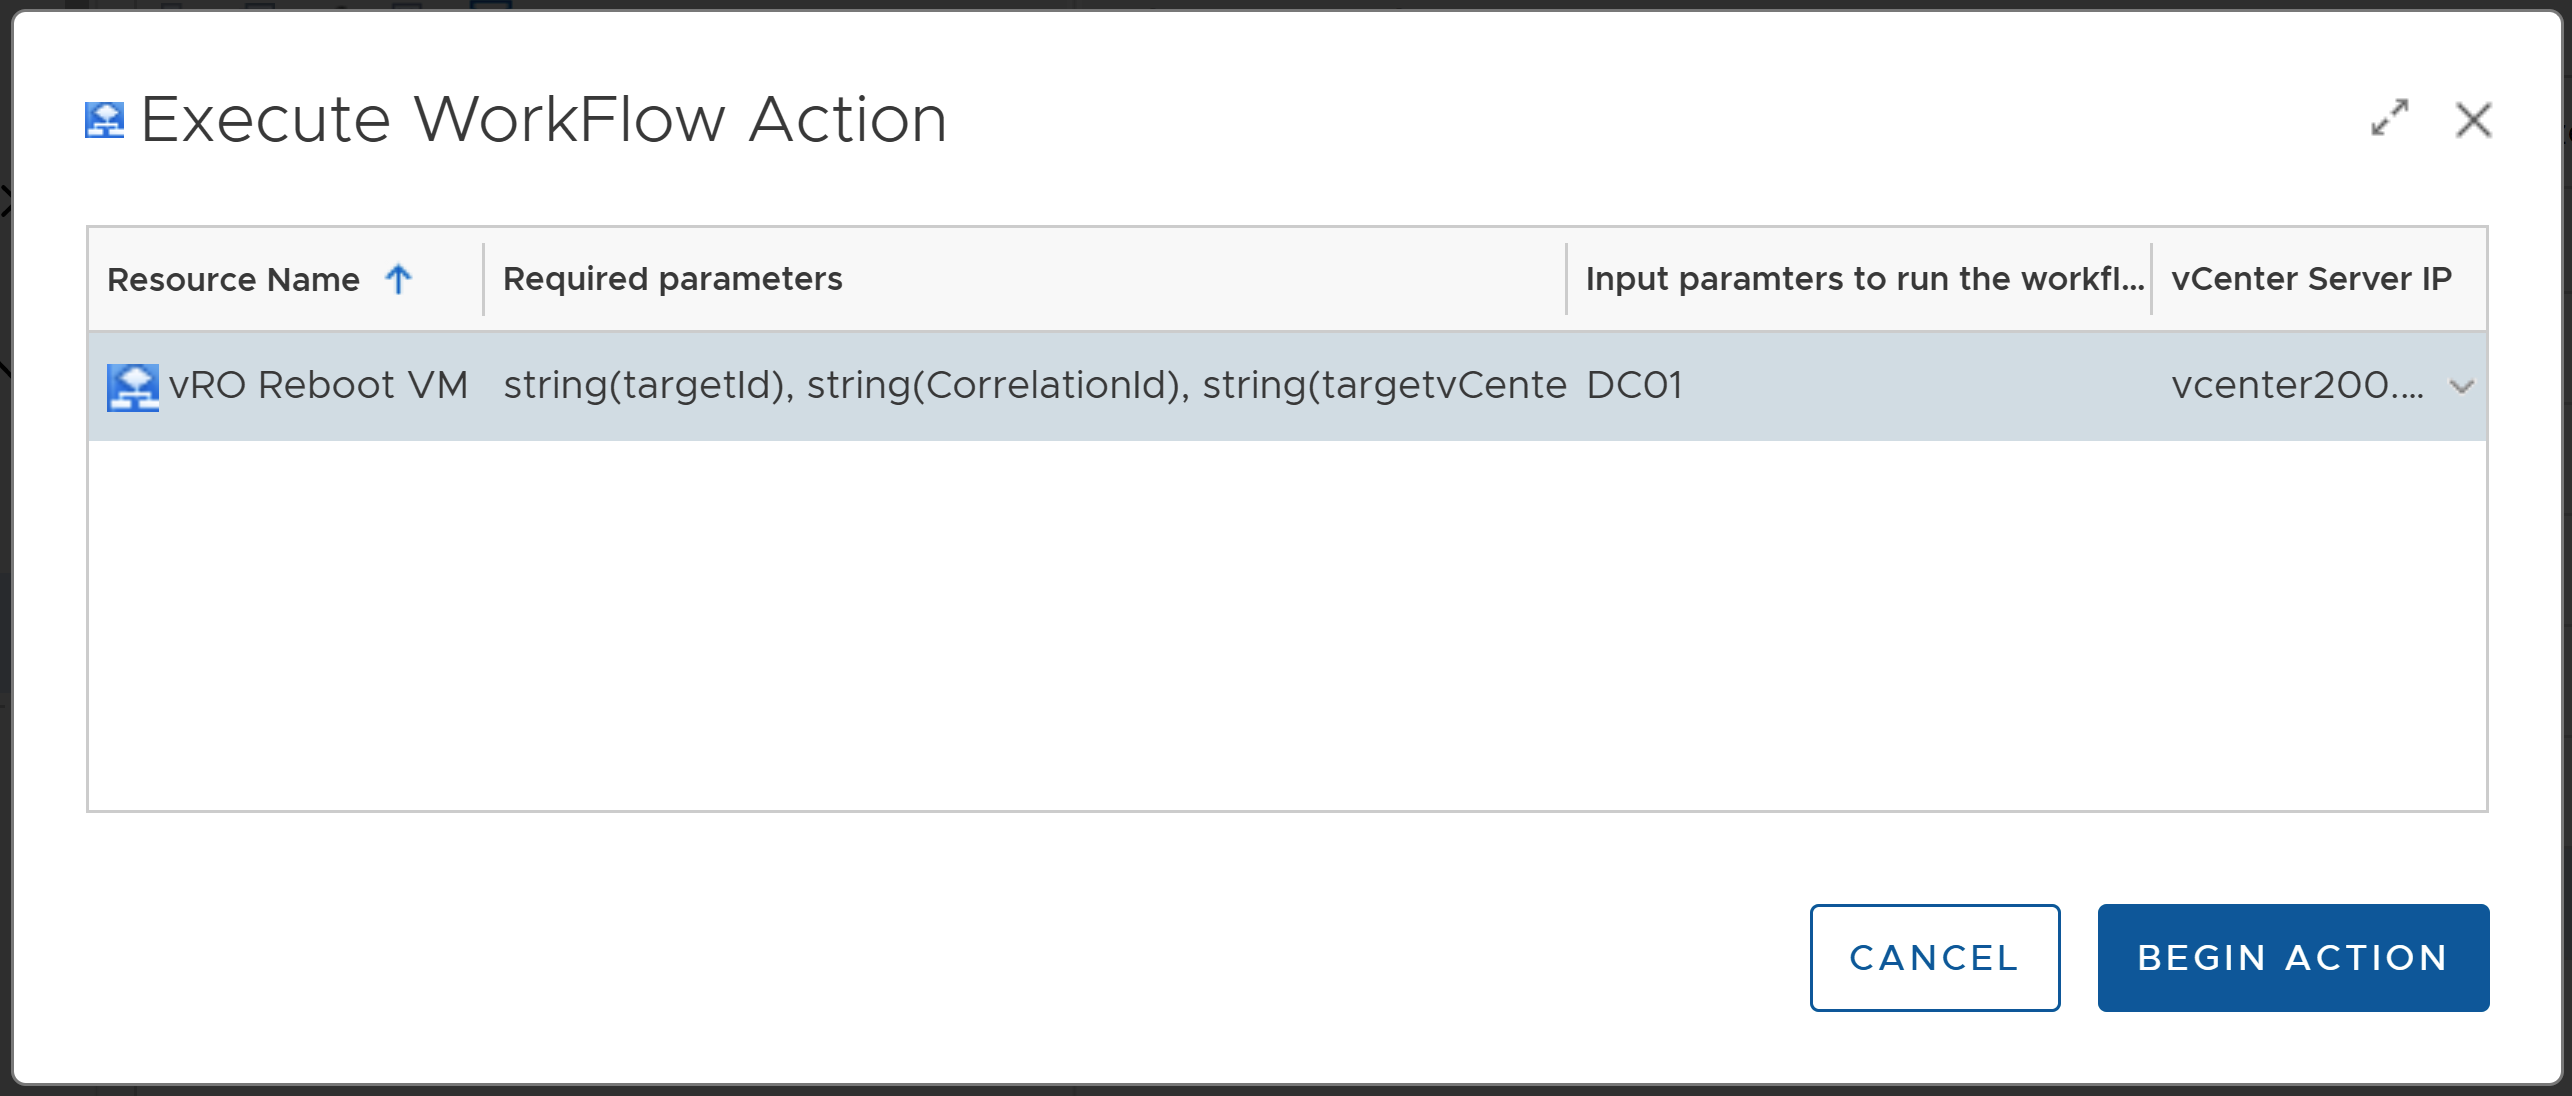 Execute WorkFlow Action
Resource Name Required parameters Input paramters to run the workfl... vCenter Server IP
vRO Reboot VM string(targetId), string(CorrelationId), string(targetvCente DC01 vcenter200....
CANCEL BEGIN ACTION